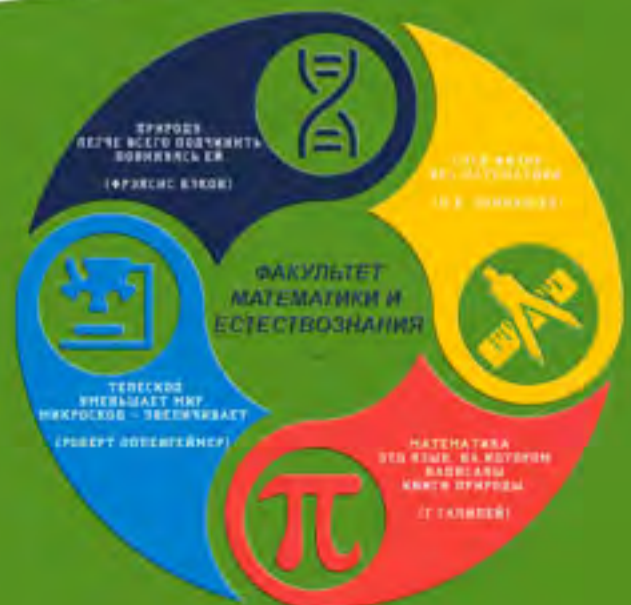 ПРИРОДУ
ЛЕГЧЕ ВСЕГО ПОДЧИНИТЬ
ПОВИНУЯСЬ ЕЙ
(ФРЭНСИС БЭКОН)
ФАКУЛЬТЕТ
МАТЕМАТИКИ И
ЕСТЕСТВОЗНАНИЯ
ТЕЛЕСКОП
УМЕНЬШАЕТ МИР
МИКРОСКОП - УВЕЛИЧИВАЕТ
(РОБЕРТ ОППЕНГЕЙМЕР)
МАТЕМАТИКА
ЭТО ЯЗЫК, НА КОТОРОМ
НАПИСАНЫ
КНИГИ ПРИРОДЫ
(Г ГАЛИЛЕЙ)
π